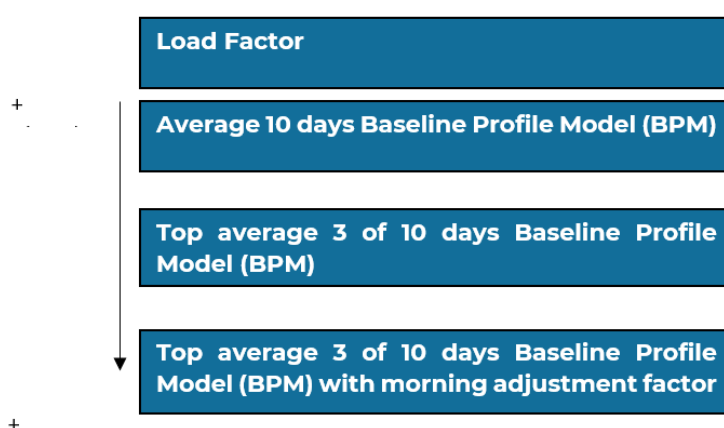 Load Factor
+
Average 10 days Baseline Profile Model (BPM)
Top average 3 of 10 days Baseline Profile
Model (BPM)
Top average 3 of 10 days Baseline Profile
Model (BPM) with morning adjustment factor
+